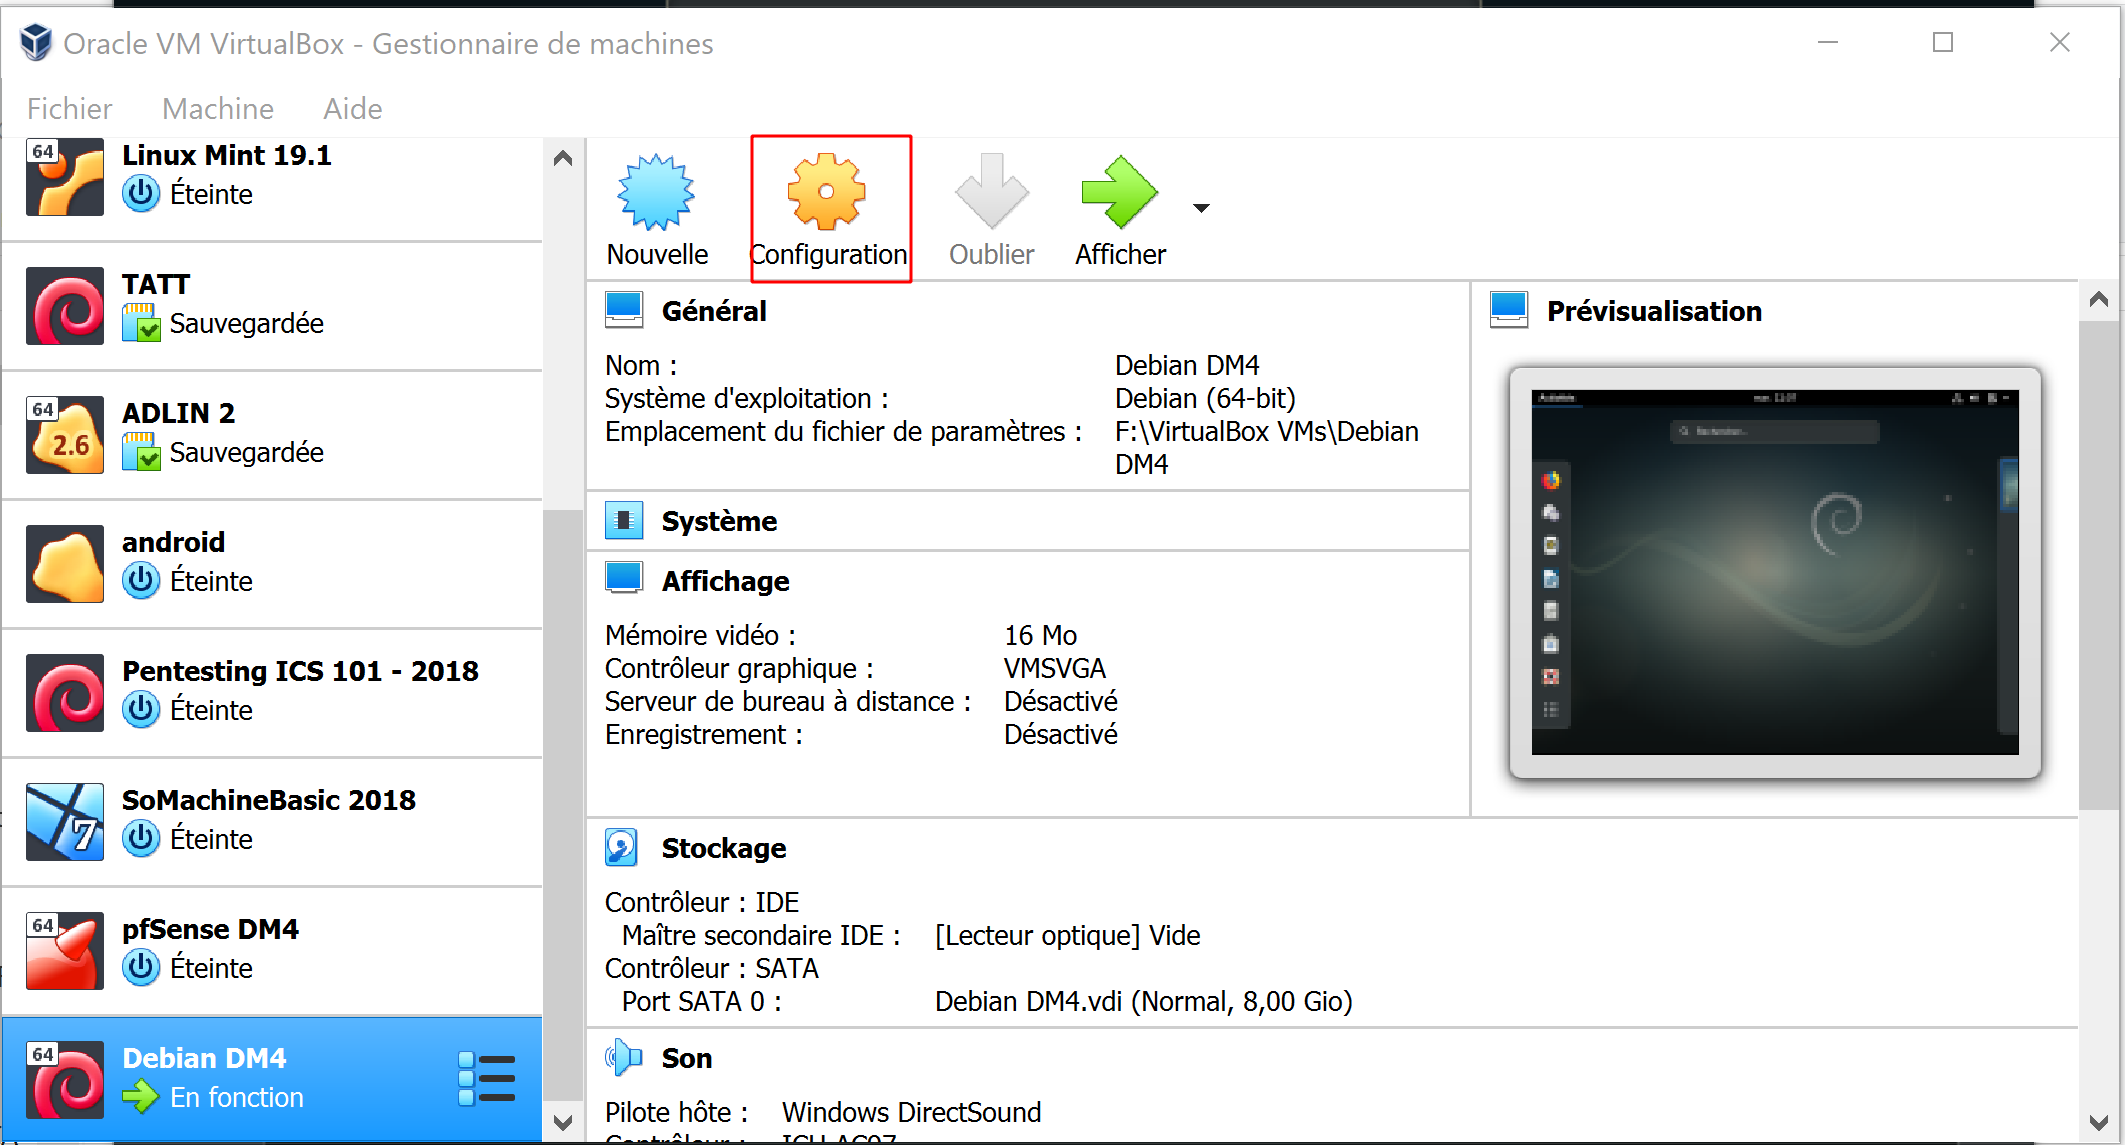 Oracle VM VirtualBox - Gestionnaire de machines
Fichier Machine Aide
64
Linux Mint 19.1
Éteinte
TATT
Sauvegardée
64
2.6
ADLIN 2
Sauvegardée
android
Éteinte
Pentesting ICS 101 - 2018
Éteinte
7
SoMachineBasic 2018
Éteinte
64
pfSense DM4
Éteinte
64
Debian DM4
En fonction
Nouvelle Configuration Oublier Afficher
Général
Nom : Debian DM4
Système d'exploitation : Debian (64-bit)
Emplacement du fichier de paramètres : F:\VirtualBox VMs\Debian
DM4
Système
Affichage
Mémoire vidéo : 16 Mo
Contrôleur graphique : VMSVGA
Serveur de bureau à distance : Désactivé
Enregistrement : Désactivé
Prévisualisation
Stockage
Contrôleur : IDE
Maître secondaire IDE : [Lecteur optique] Vide
Contrôleur : SATA
Port SATA 0 : Debian DM4.vdi (Normal, 8,00 Gio)
Son
Pilote hôte : Windows DirectSound
Contrôleur : ICH AC97